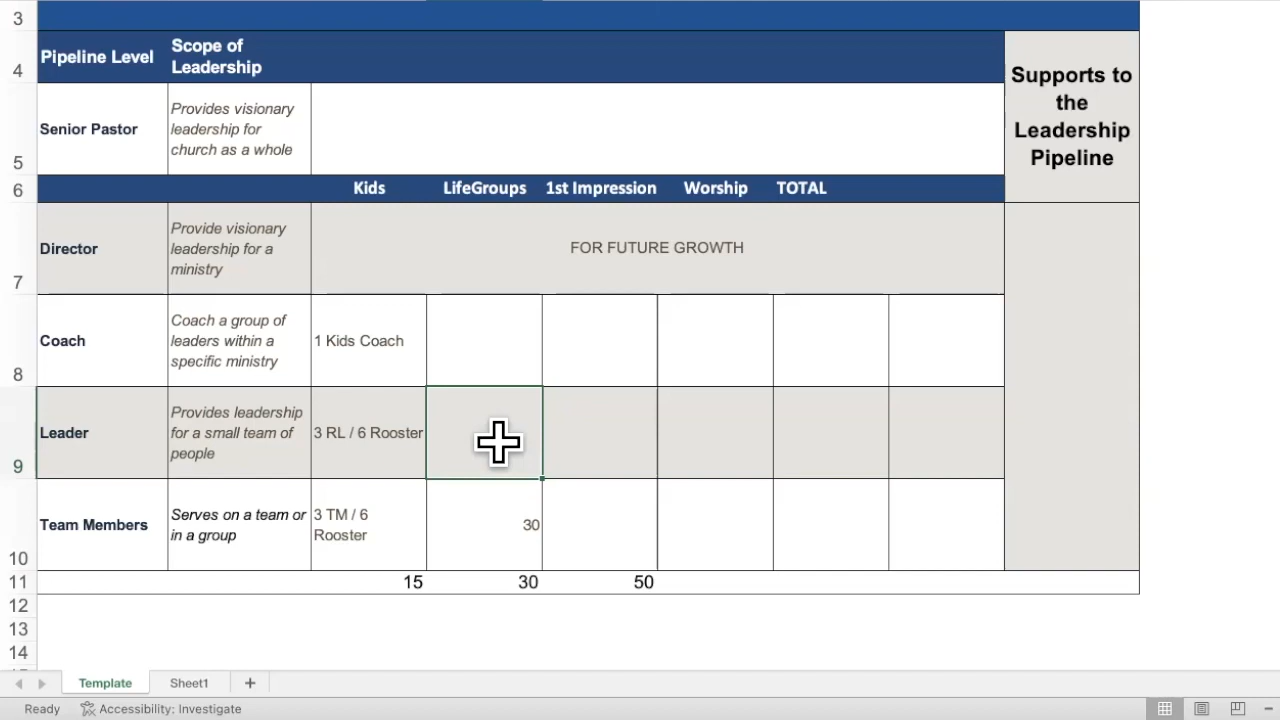 3
4
Pipeline Level
Scope of
Leadership
Supports to
the
Leadership
Pipeline
5
Senior Pastor
Provides visionary
leadership for
church as a whole
6
Kids
LifeGroups
1st Impression
Worship
TOTAL
7
Director
Provide visionary
leadership for a
ministry
FOR FUTURE GROWTH
8
Coach
Coach a group of
leaders within a
specific ministry
1 Kids Coach
9
Leader
Provides leadership
for a small team of
people
3 RL / 6 Rooster
10
Team Members
Serves on a team or
in a group
3 TM / 6
Rooster
30
11
15
30
50
12
13
14
Template
Sheet1
Ready
Accessibility: Investigate